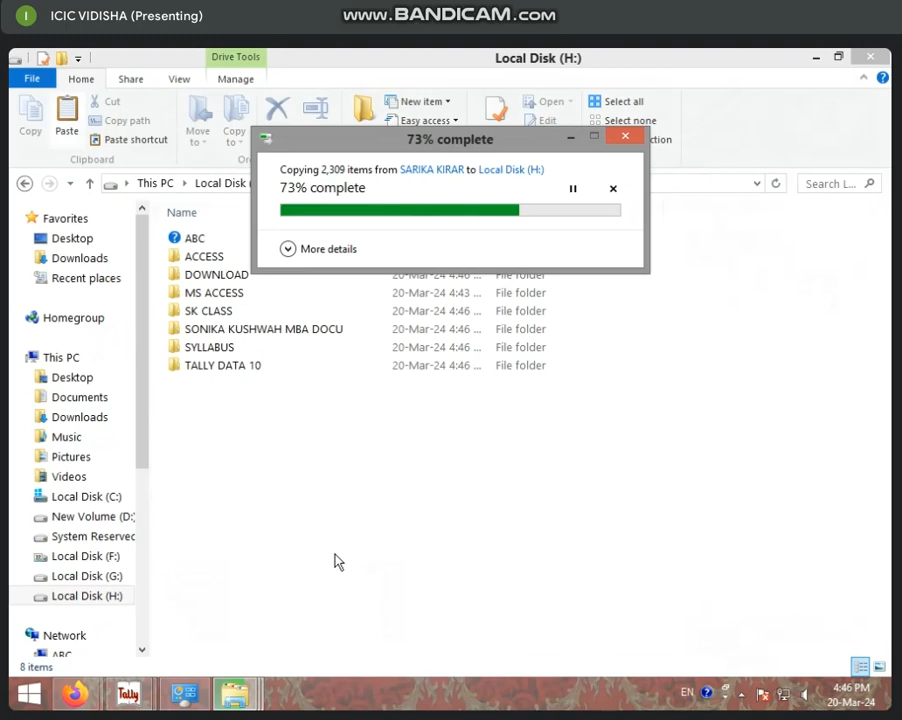 I ICIC VIDISHA (Presenting)
www.BANDICAM.com
Drive Tools
Local Disk (H:)
File Home Share View Manage
Copy
Paste
Cut
Copy path
Paste shortcut
Clipboard
Move to
Copy to
New item
Easy access
Open
Edit
Select all
Select none
This PC
Local Disk
Search L...
73% complete
Copying 2,309 items from SARIKA KIRAR to Local Disk (H:)
73% complete
More details
Favorites
Desktop
Downloads
Recent places
Homegroup
This PC
Desktop
Documents
Downloads
Music
Pictures
Videos
Local Disk (C:)
New Volume (D:)
System Reserved
Local Disk (F:)
Local Disk (G:)
Local Disk (H:)
Network
ABC
Name
ABC
ACCESS
DOWNLOAD 20-Mar-24 4:46 ... File folder
MS ACCESS 20-Mar-24 4:43 ... File folder
SK CLASS 20-Mar-24 4:46 ... File folder
SONIKA KUSHWAH MBA DOCU 20-Mar-24 4:46 ... File folder
SYLLABUS 20-Mar-24 4:46 ... File folder
TALLY DATA 10 20-Mar-24 4:46 ... File folder
8 items
Tally
EN
4:46 PM
20-Mar-24